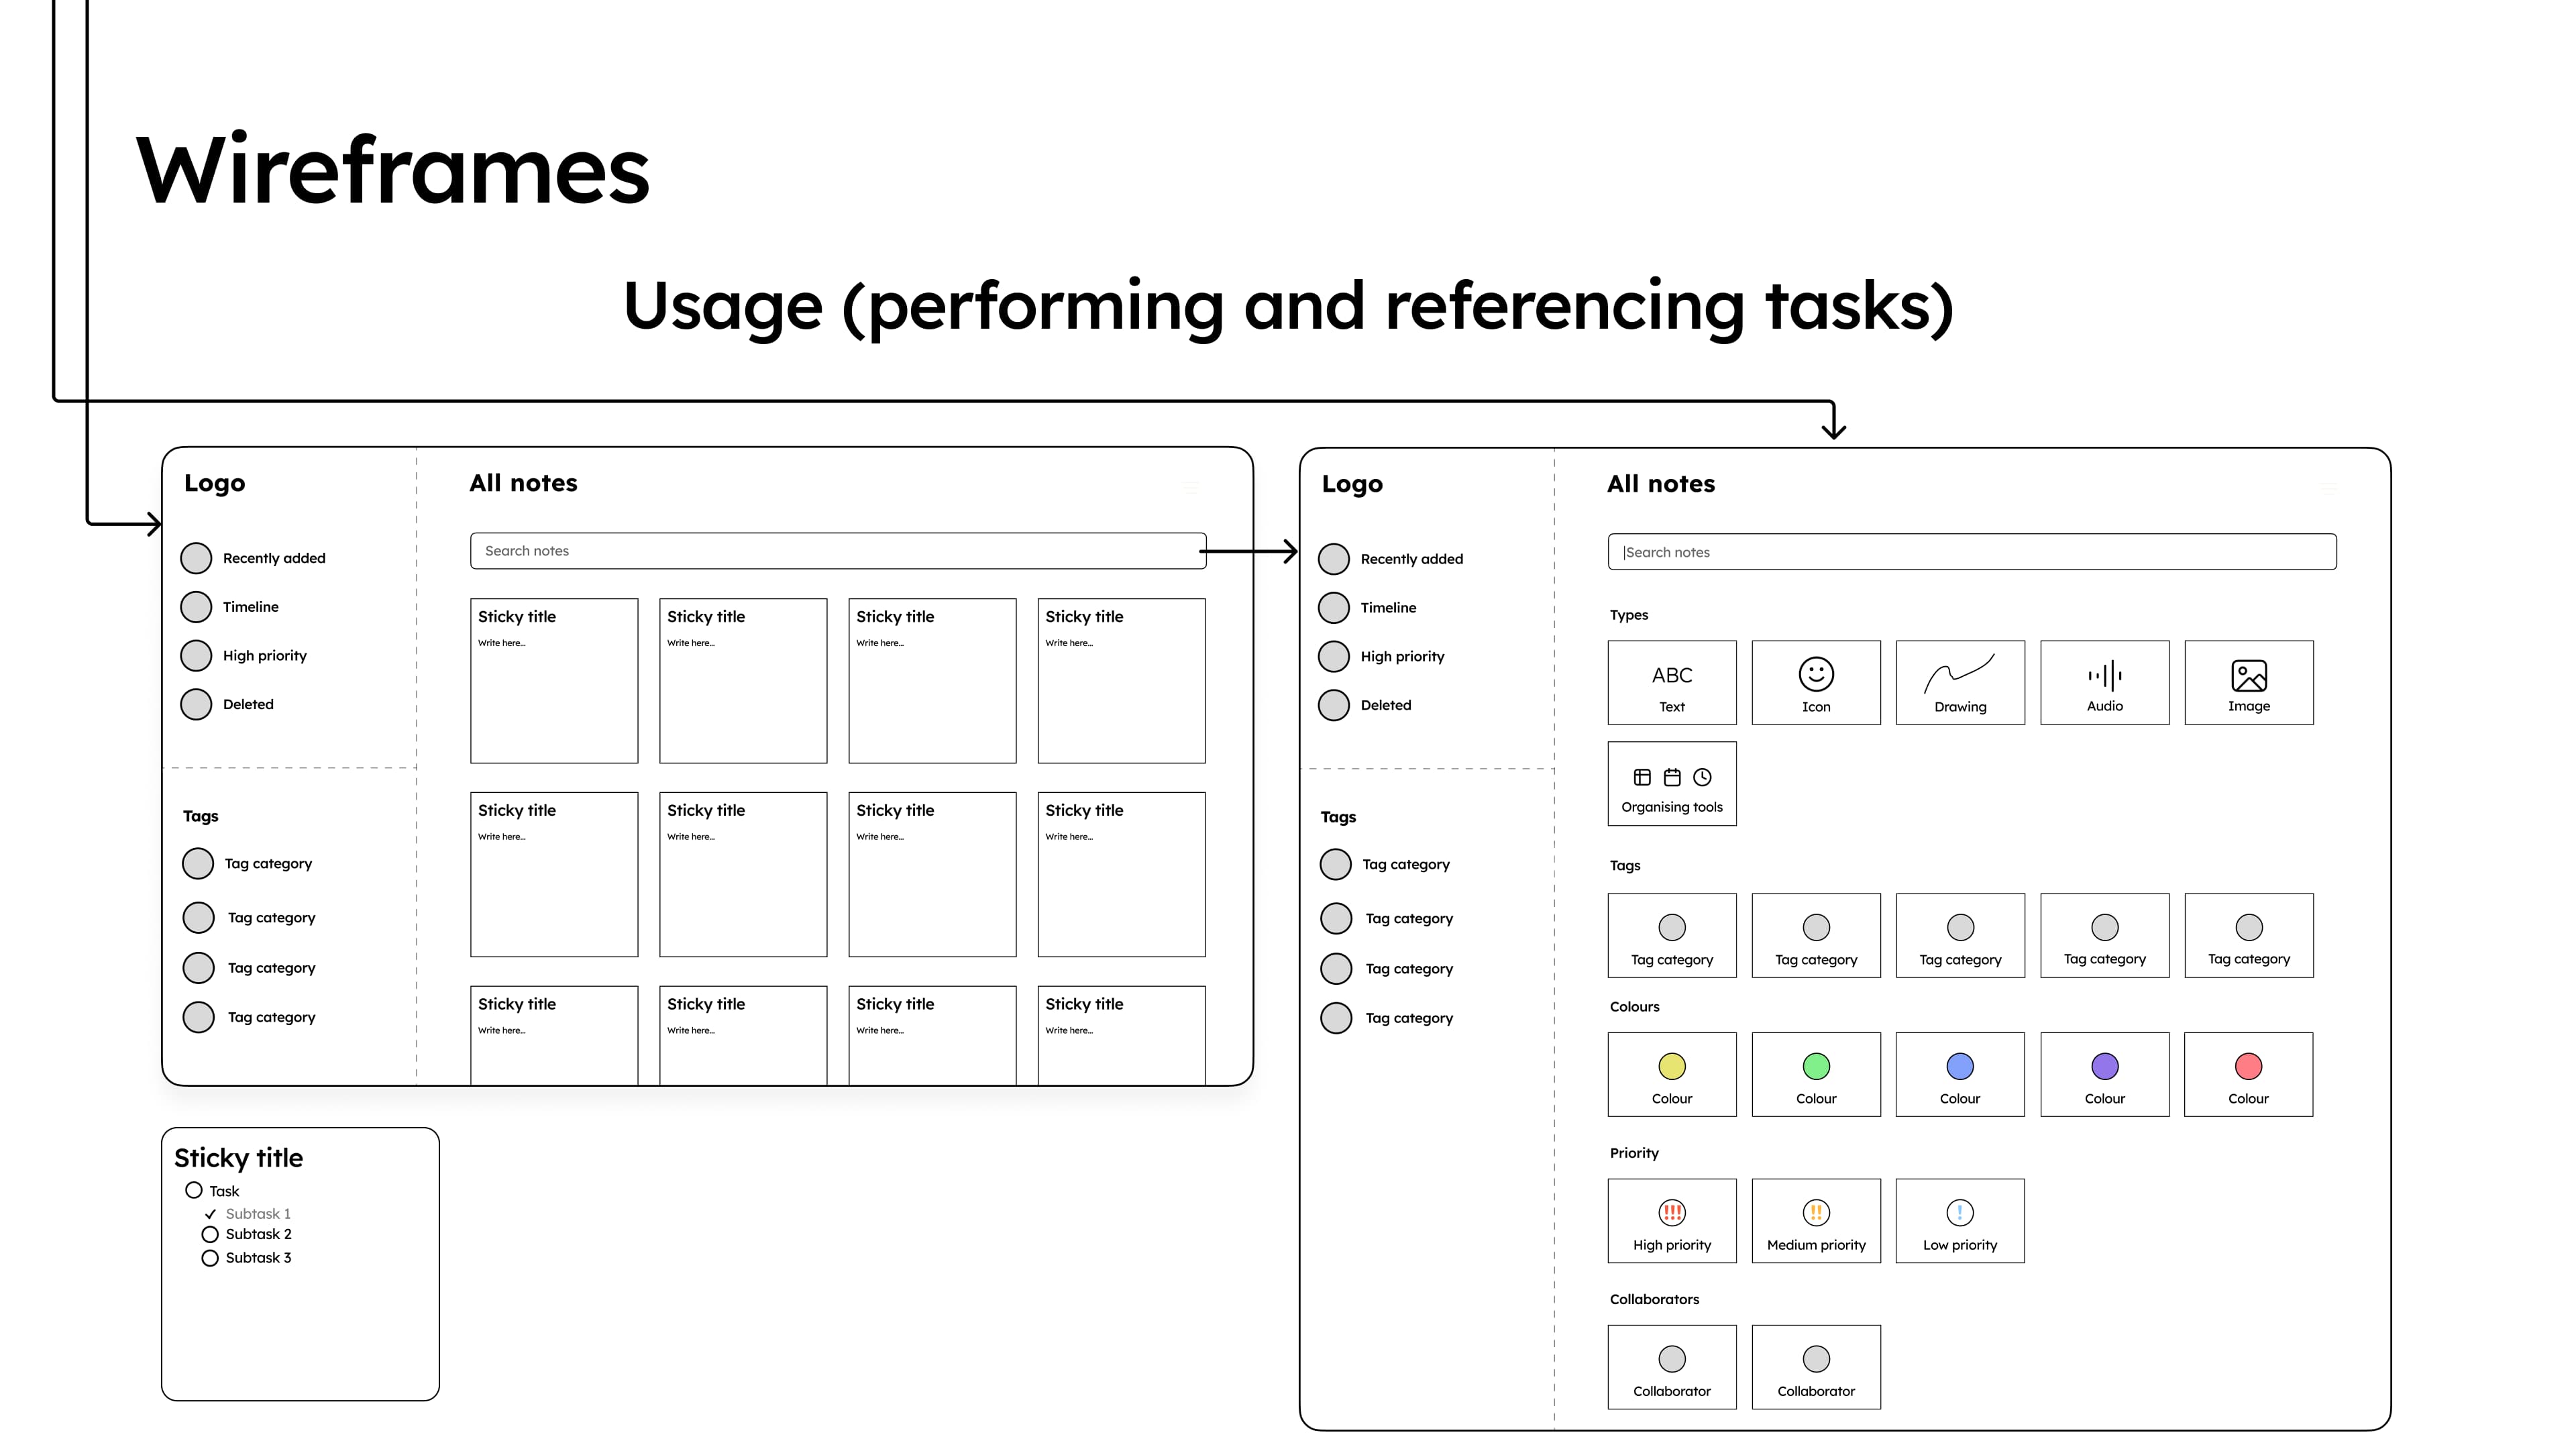 Wireframes
Usage (performing and referencing tasks)
Logo
Recently added
Timeline
High priority
Deleted
Tags
Tag category
Tag category
Tag category
Tag category
All notes
Search notes
Sticky title
Write here...
Sticky title
Write here...
Sticky title
Write here...
Sticky title
Write here...
Sticky title
Write here...
Sticky title
Write here...
Sticky title
Write here...
Sticky title
Write here...
Sticky title
Write here...
Sticky title
Write here...
Sticky title
Write here...
Sticky title
Write here...
Sticky title
Task
Subtask 1
Subtask 2
Subtask 3
Logo
Recently added
Timeline
High priority
Deleted
Tags
Tag category
Tag category
Tag category
Tag category
All notes
Search notes
Types
ABC
Text
Icon
Drawing
Audio
Image
Organising tools
Tags
Tag category
Tag category
Tag category
Tag category
Tag category
Colours
Colour
Colour
Colour
Colour
Colour
Priority
!!!
High priority
!!
Medium priority
!
Low priority
Collaborators
Collaborator
Collaborator